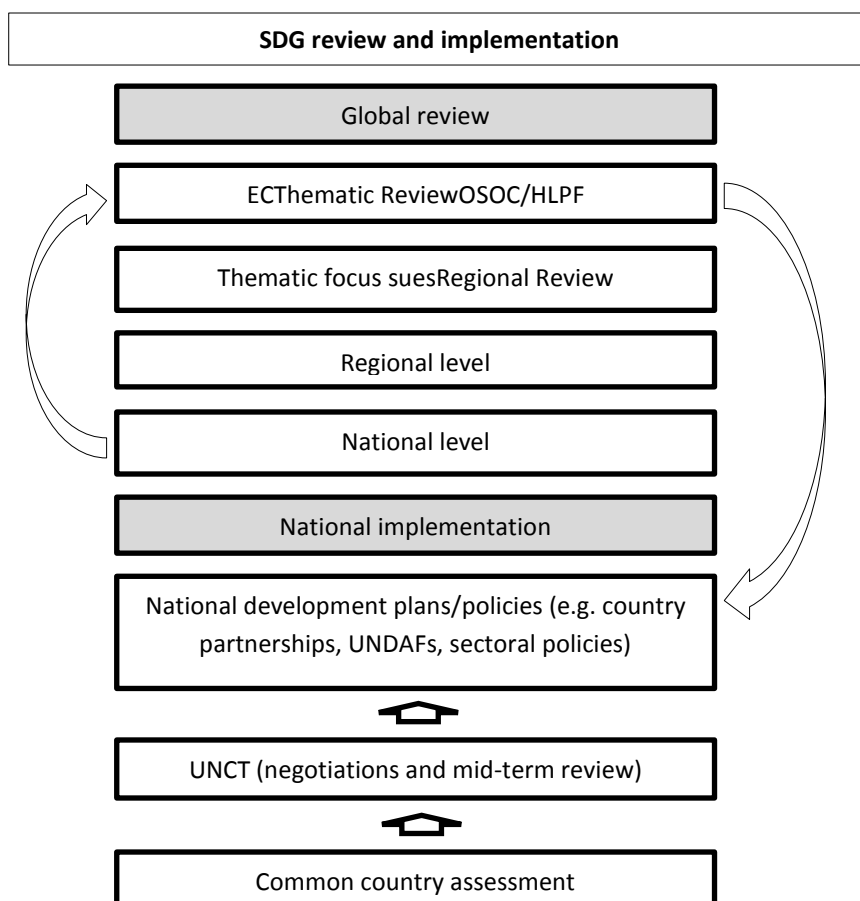 SDG review and implementation
Global review
ECThematic ReviewOSOC/HLPF
Thematic focus suesRegional Review
Regional level
National level
National implementation
National development plans/policies (e.g. country
partnerships, UNDAFs, sectoral policies)
UNCT (negotiations and mid-term review)
Common country assessment